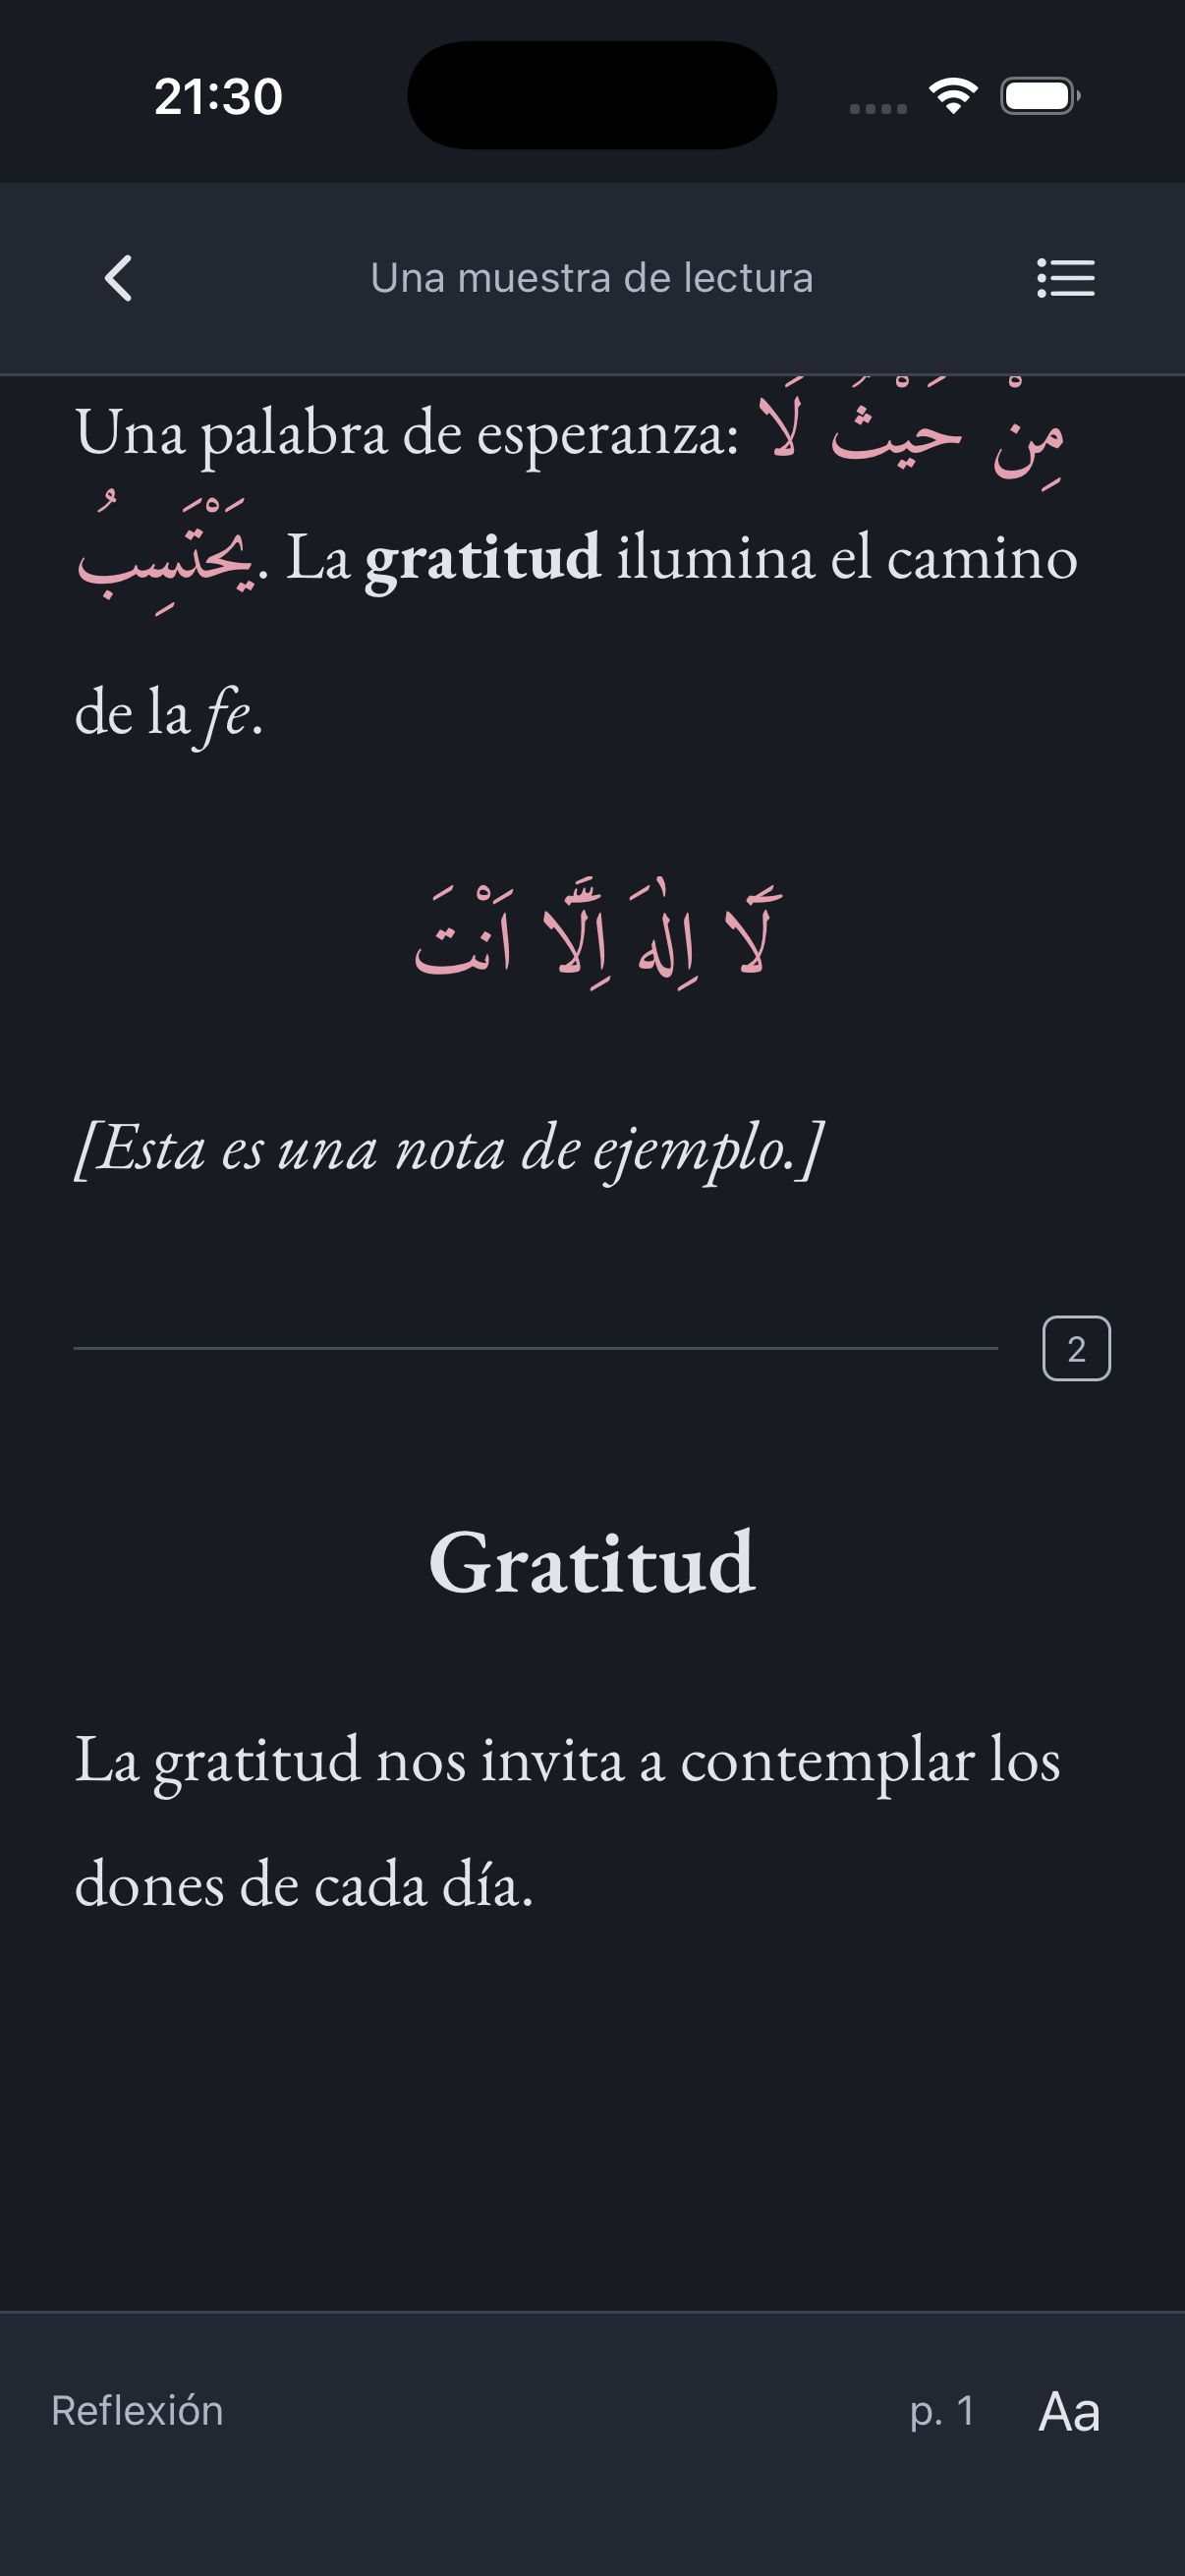 21:30
Una muestra de lectura
Una palabra de esperanza: مِنْ حَيْثُ لَا
يَحْتَسِبُ. La gratitud ilumina el camino
de la fe.
لَٓا اِلٰهَ اِلَّٓا اَنْتَ
[Esta es una nota de ejemplo.]
2
Gratitud
La gratitud nos invita a contemplar los
dones de cada día.
Reflexión p. 1 Aa